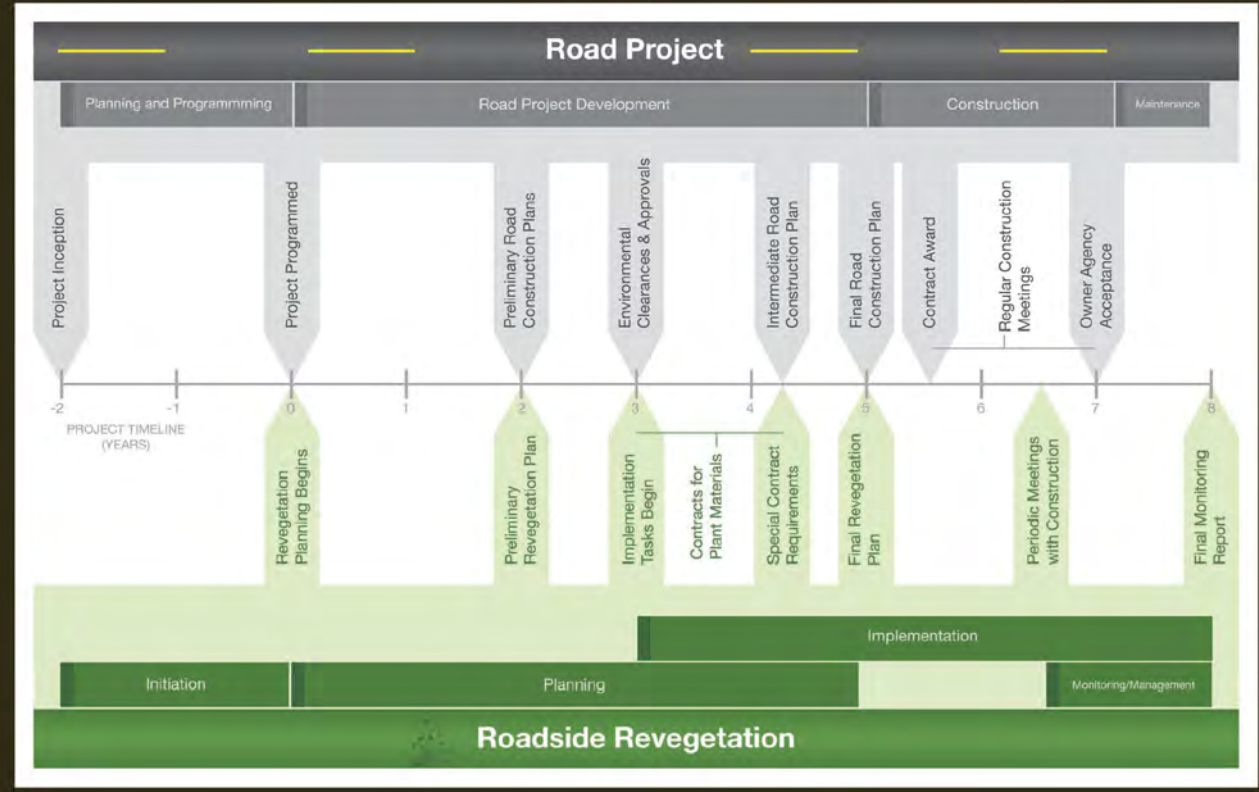 Road Project
Planning and Programmming
Road Project Development
Construction
Maintenance
Project Inception
Project Programmed
Preliminary Road
Construction Plans
Environmental
Clearances & Approvals
Intermediate Road
Construction Plan
Final Road
Construction Plan
Contract Award
Regular Construction
Meetings
Owner Agency
Acceptance
-2
-1
0
1
2
3
4
5
6
7
8
PROJECT TIMELINE
(YEARS)
Revegetation
Planning Begins
Preliminary
Revegetation Plan
Implementation
Tasks Begin
Contracts for
Plant Materials
Special Contract
Requirements
Final Revegetation
Plan
Periodic Meetings
with Construction
Final Monitoring
Report
Implementation
Initiation
Planning
Monitoring/Management
Roadside Revegetation